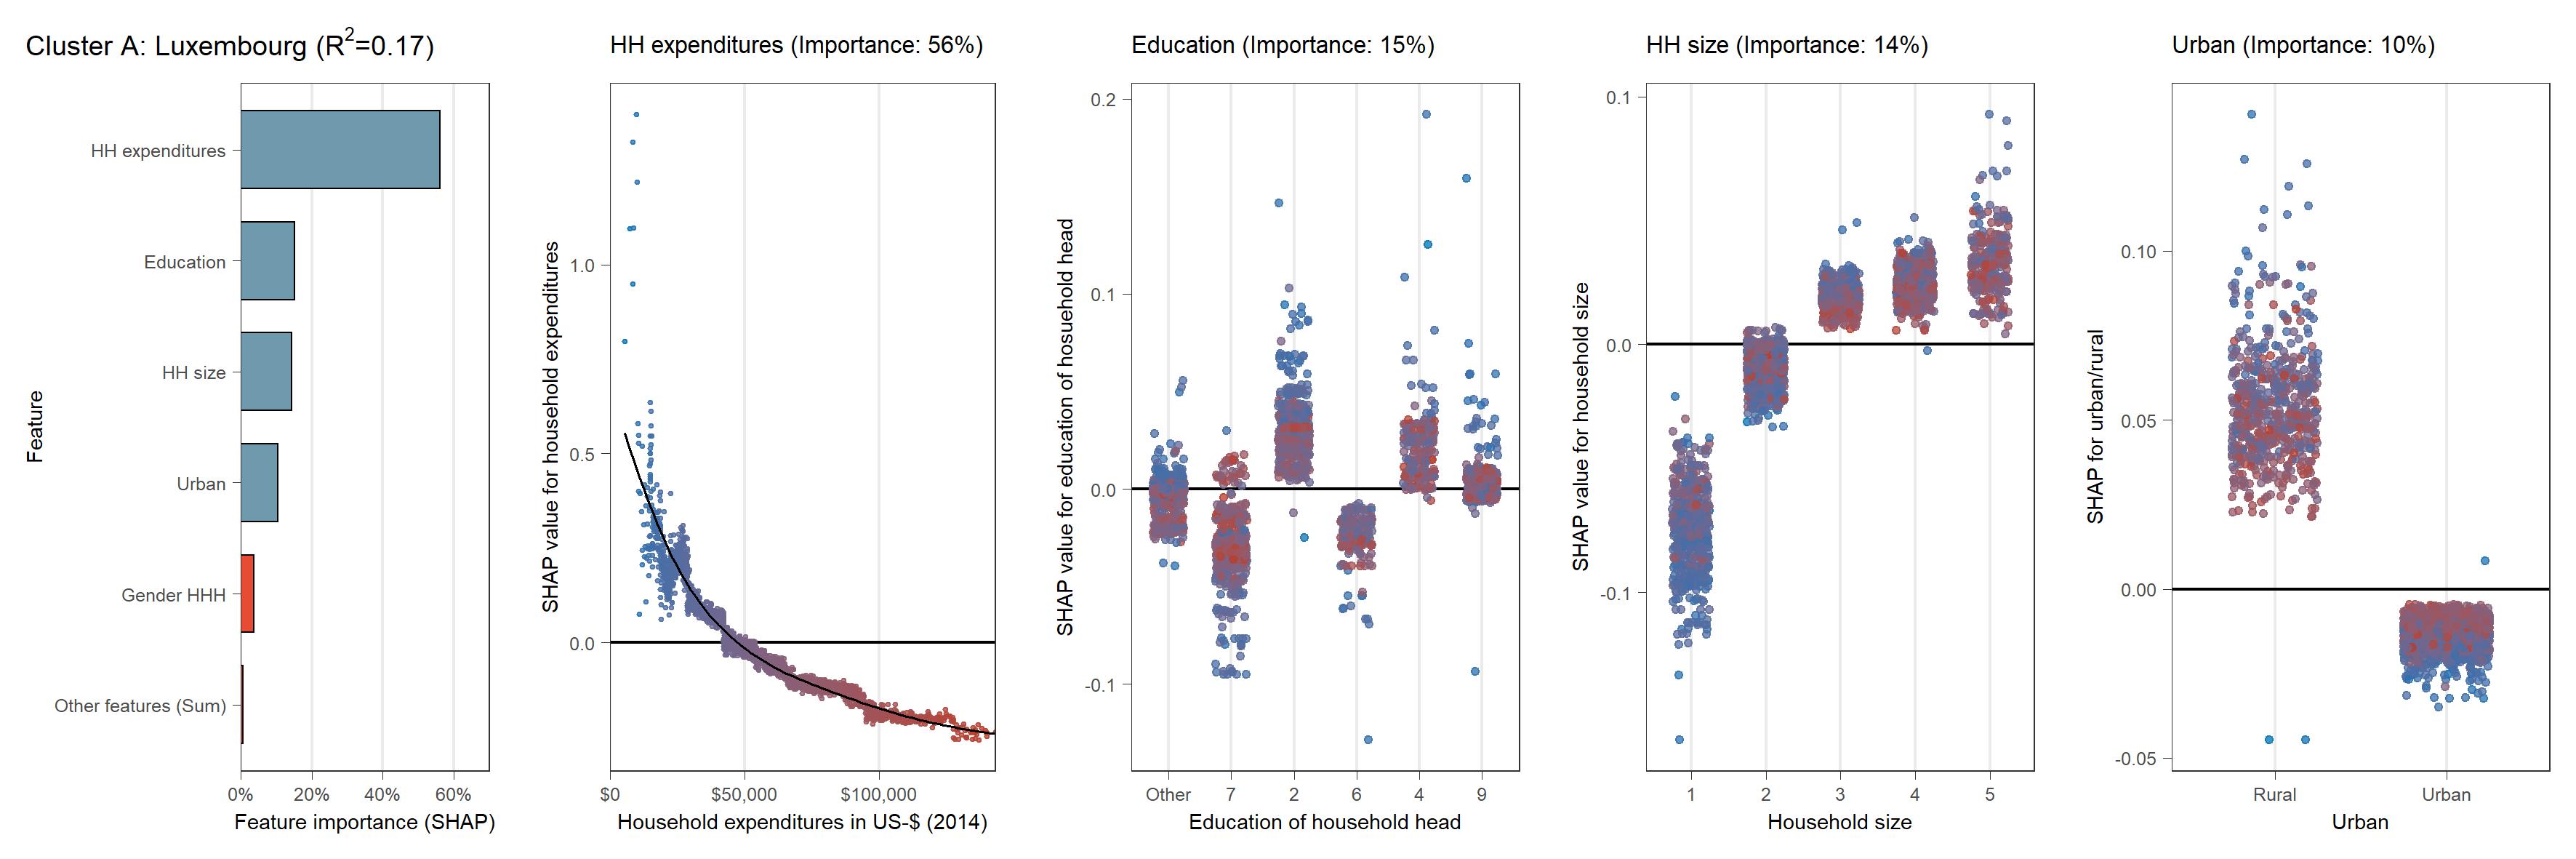 Cluster A: Luxembourg (R²=0.17)
Feature
HH expenditures
Education
HH size
Urban
Gender HHH
Other features (Sum)
0% 20% 40% 60%
Feature importance (SHAP)
HH expenditures (Importance: 56%)
SHAP value for household expenditures
1.0
0.5
0.0
$0 $50,000 $100,000
Household expenditures in US-$ (2014)
Education (Importance: 15%)
SHAP value for education of hosuehold head
0.2
0.1
0.0
-0.1
Other 7 2 6 4 9
Education of household head
HH size (Importance: 14%)
SHAP value for household size
0.1
0.0
-0.1
1 2 3 4 5
Household size
Urban (Importance: 10%)
SHAP for urban/rural
0.10
0.05
0.00
-0.05
Rural Urban
Urban